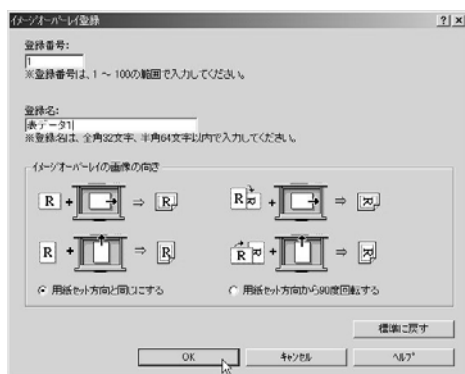 イメージオーバーレイ登録
登録番号:
1
※登録番号は、1 ～ 100の範囲で入力してください。
登録名:
表データ1
※登録名は、全角32文字、半角64文字以内で入力してください。
イメージオーバーレイの画像の向き
R + ⇒ R
R R + ⇒ R
R + ⇒ R
R R + ⇒ R
用紙セット方向と同じにする
用紙セット方向から90度回転する
標準に戻す
OK
キャンセル
ヘルプ